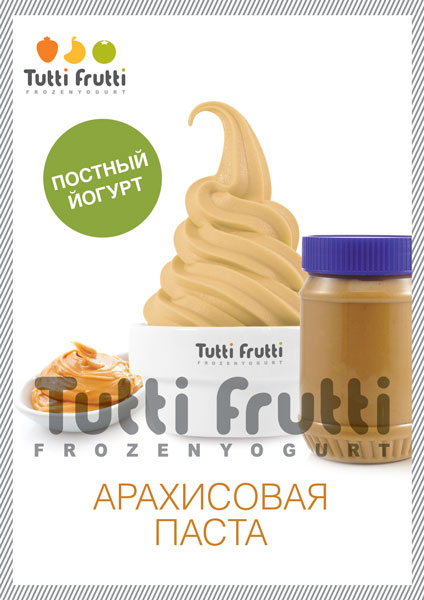 Tutti Frutti
FROZENYOGURT
ПОСТНЫЙ
ЙОГУРТ
Tutti Frutti
FROZENYOGURT
Tutti Frutti
FROZENYOGURT
АРАХИСОВАЯ
ПАСТА